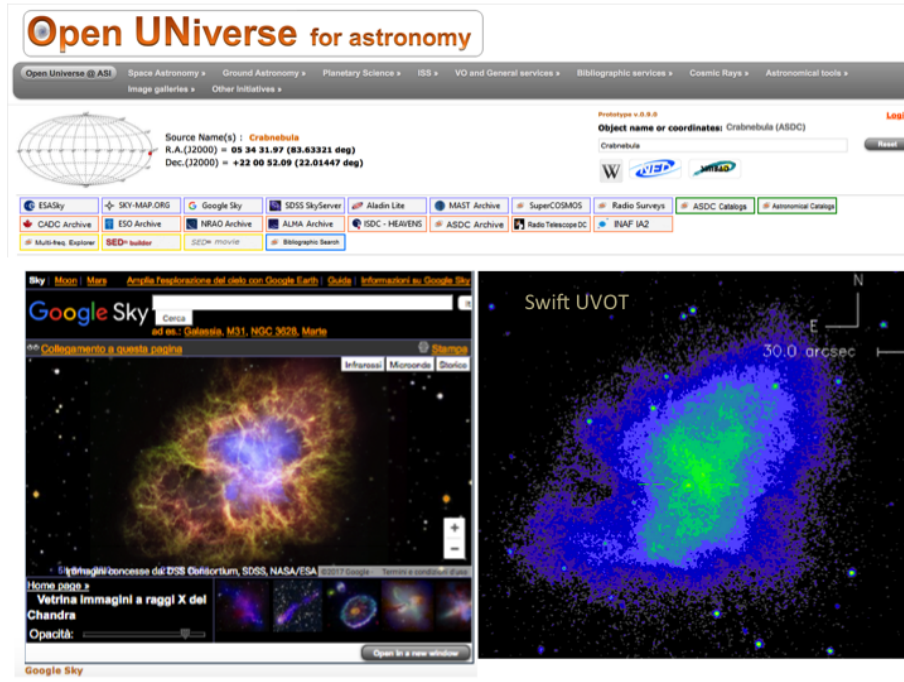 Open UNiverse for astronomy
Open Universe @ ASI Space Astronomy » Ground Astronomy » Planetary Science » ISS » VO and General services » Bibliographic services » Cosmic Rays » Astronomical tools »
Image galleries » Other Initiatives »
Prototype v.0.9.0
Login
Source Name(s) : Crabnebula
R.A.(J2000) = 05 34 31.97 (83.63321 deg)
Dec.(J2000) = +22 00 52.09 (22.01447 deg)
Object name or coordinates: Crabnebula (ASDC)
Crabnebula
Reset
W NED
ESASky SKY-MAP.ORG Google Sky SDSS SkyServer Aladin Lite MAST Archive SuperCOSMOS Radio Surveys ASDC Catalogs Astronomical Catalogs
CADC Archive ESO Archive NRAO Archive ALMA Archive ISDC - HEAVENS ASDC Archive Radio Telescope DC INAF IA2
Multi-freq. Explorer SED builder SED movie Bibliographic Search
Sky Moon Mars Amplia l'esplorazione del cielo con Google Earth Guida Informazioni su Google Sky
Google Sky
Cerca
ad es.: Galassia, M31, NGC 3628, Marte
Collegamento a questa pagina Stampa
Infrarossi Microonde Storico
+
−
Immagini concesse da: DSS Consortium, SDSS, NASA/ESA ©2017 Google - Termini e condizioni d'uso
Home page »
Vetrina immagini a raggi X del
Chandra
Opacità:
Open in a new window
Google Sky
Swift UVOT
N
E
30.0 arcsec